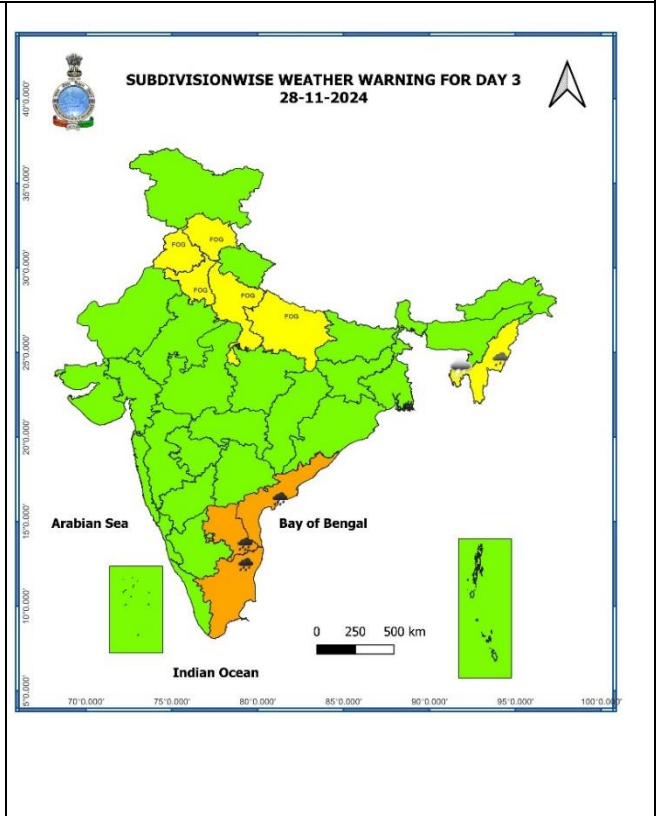 SUBDIVISIONWISE WEATHER WARNING FOR DAY 3
28-11-2024
40°0.000'
35°0.000'
30°0.000'
25°0.000'
20°0.000'
15°0.000'
10°0.000'
5°0.000'
FOG
FOG
FOG
FOG
FOG
Arabian Sea
Bay of Bengal
0 250 500 km
Indian Ocean
70°0.000' 75°0.000' 80°0.000' 85°0.000' 90°0.000' 95°0.000' 100°0.000'